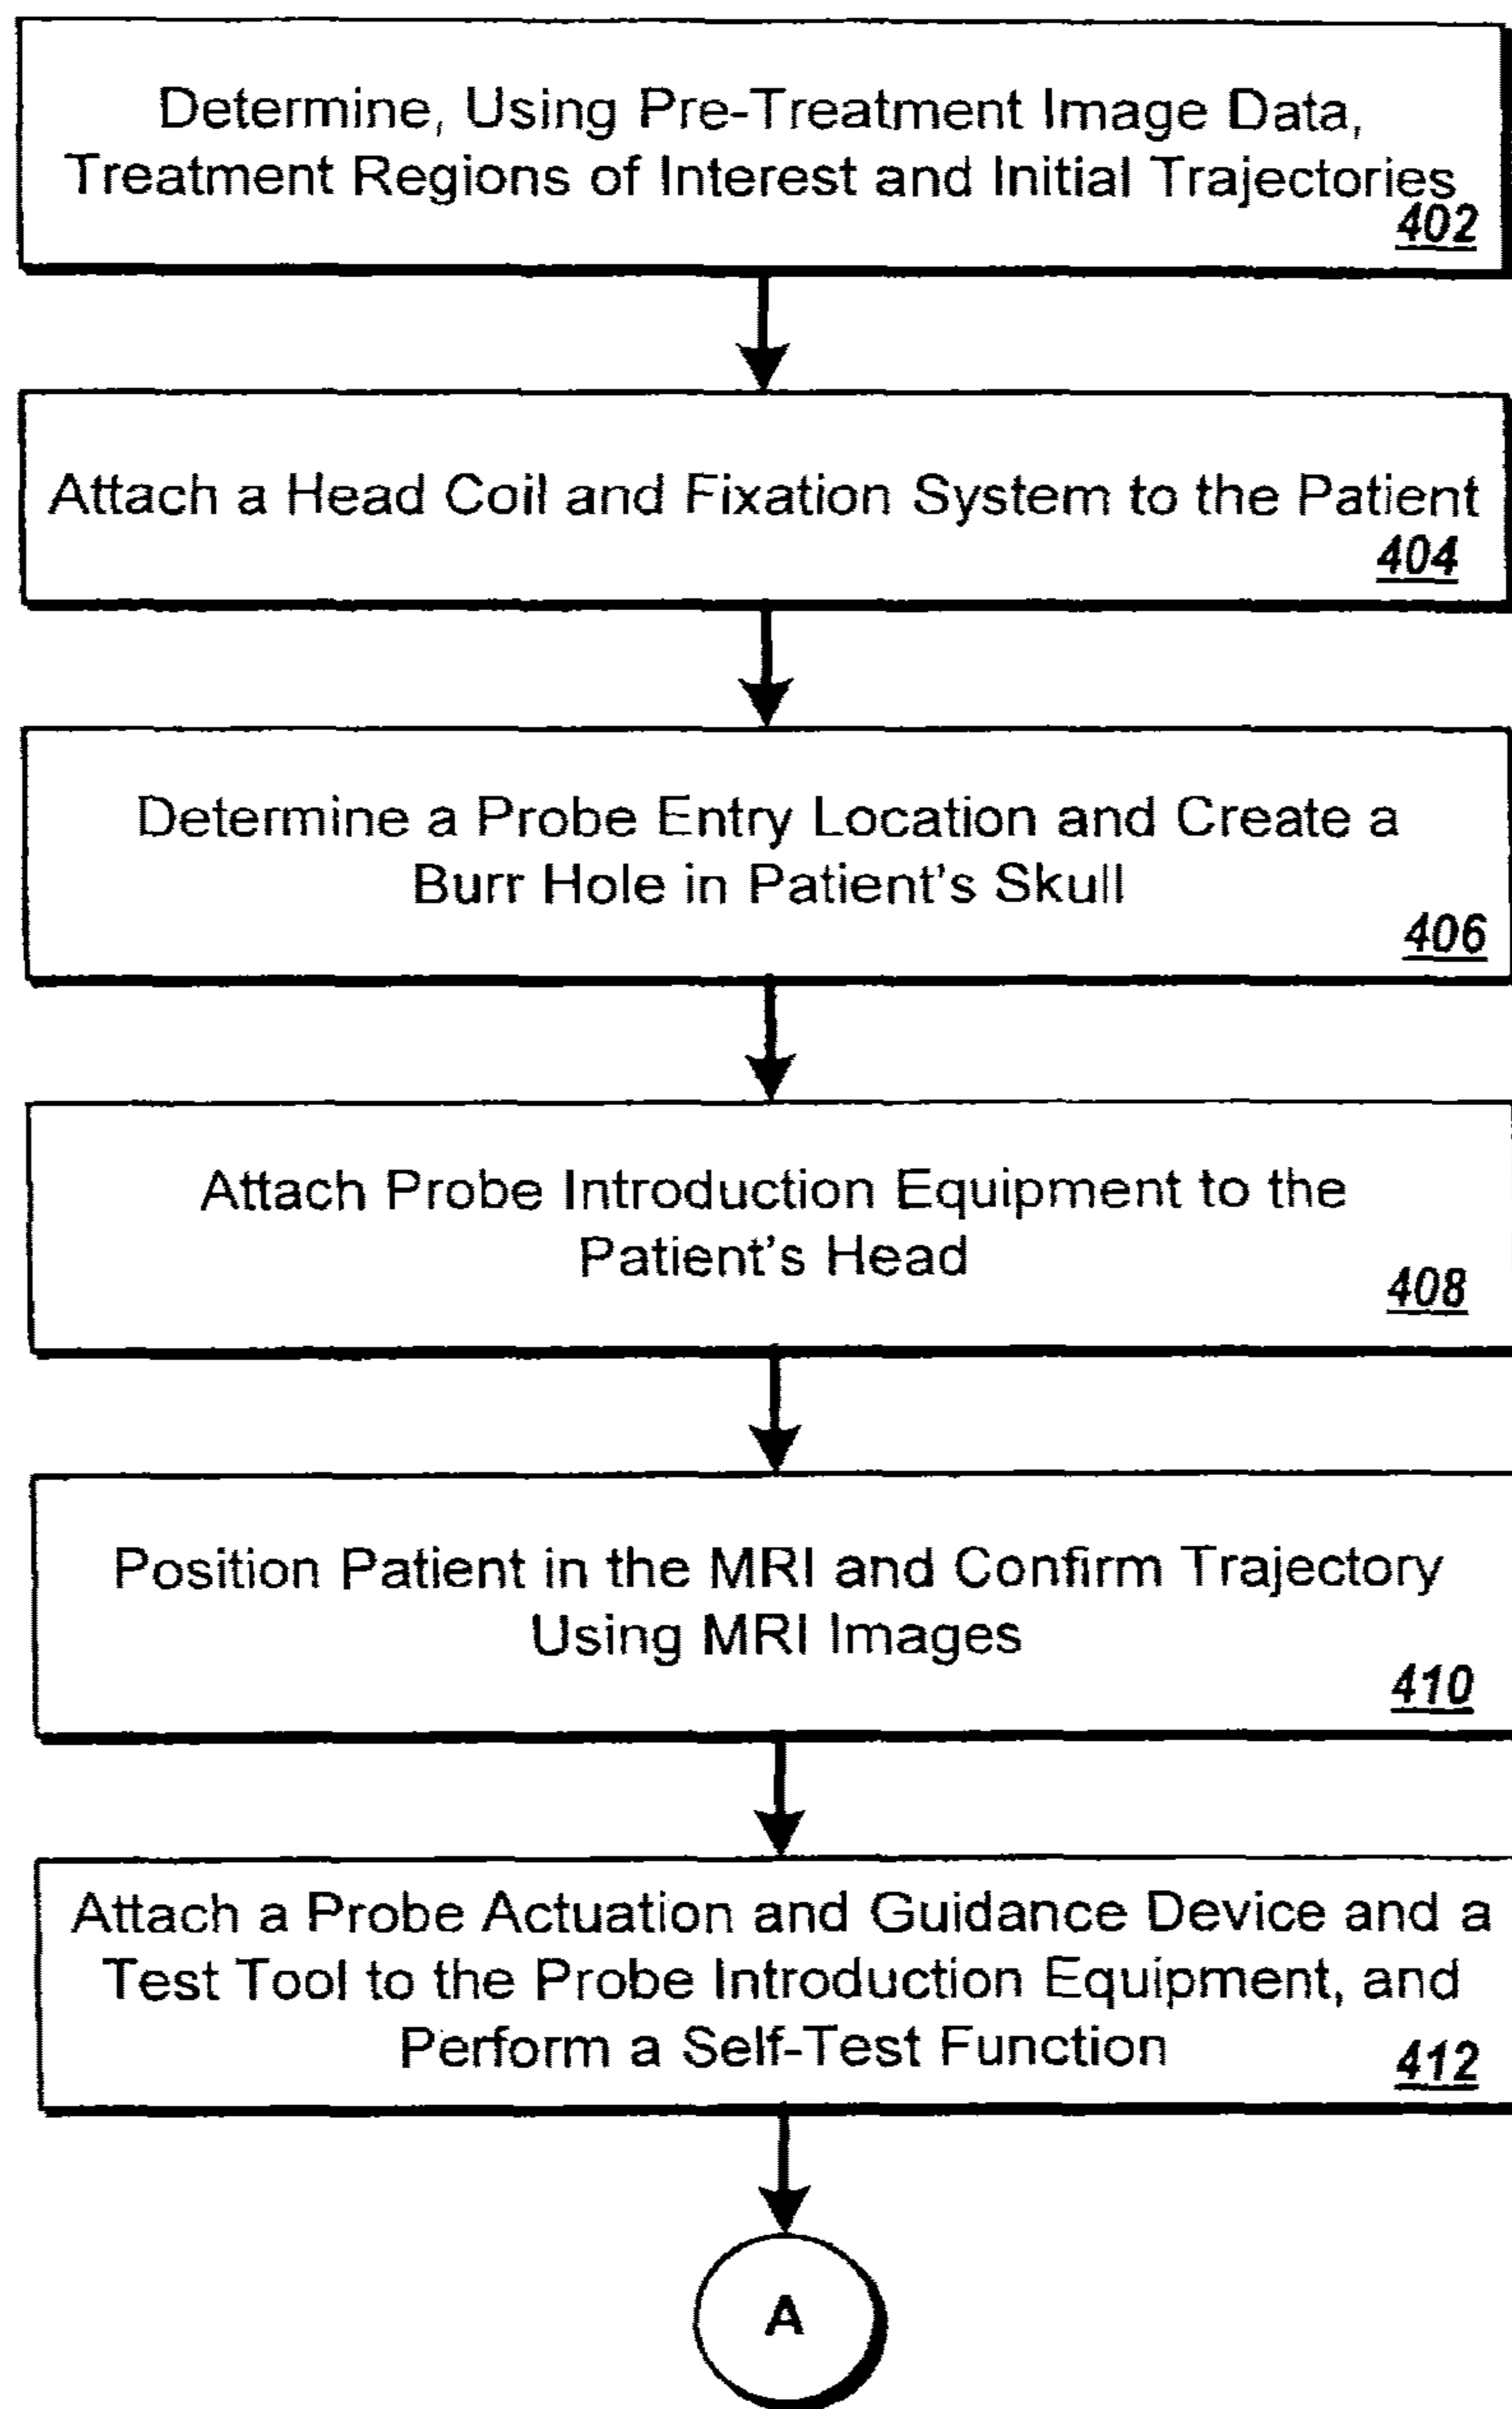 Determine, Using Pre-Treatment Image Data,
Treatment Regions of Interest and Initial Trajectories
402
Attach a Head Coil and Fixation System to the Patient
404
Determine a Probe Entry Location and Create a
Burr Hole in Patient's Skull
406
Attach Probe Introduction Equipment to the
Patient's Head
408
Position Patient in the MRI and Confirm Trajectory
Using MRI Images
410
Attach a Probe Actuation and Guidance Device and a
Test Tool to the Probe Introduction Equipment, and
Perform a Self-Test Function
412
A